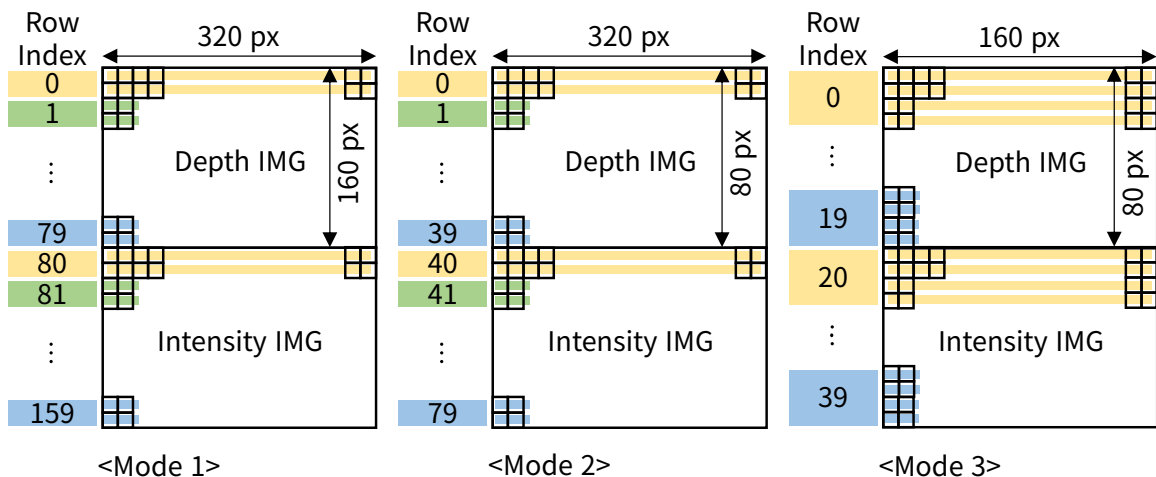 Row
Index
320 px
0
1
⋮
79
80
81
⋮
159
Depth IMG
160 px
Intensity IMG
<Mode 1>
Row
Index
320 px
0
1
⋮
39
40
41
⋮
79
Depth IMG
80 px
Intensity IMG
<Mode 2>
Row
Index
160 px
0
⋮
19
20
⋮
39
Depth IMG
80 px
Intensity IMG
<Mode 3>